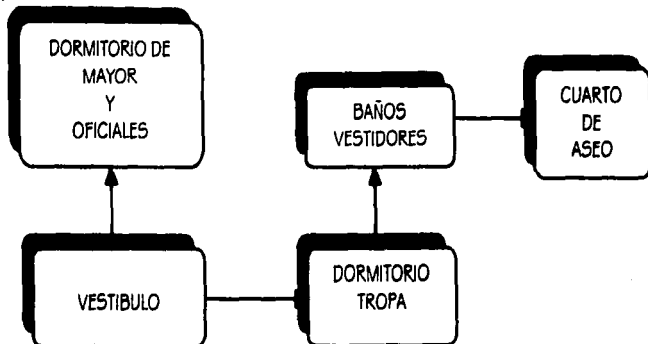 DORMITORIO DE
MAYOR
Y
OFICIALES
BAÑOS
VESTIDORES
CUARTO
DE
ASEO
VESTIBULO
DORMITORIO
TROPA